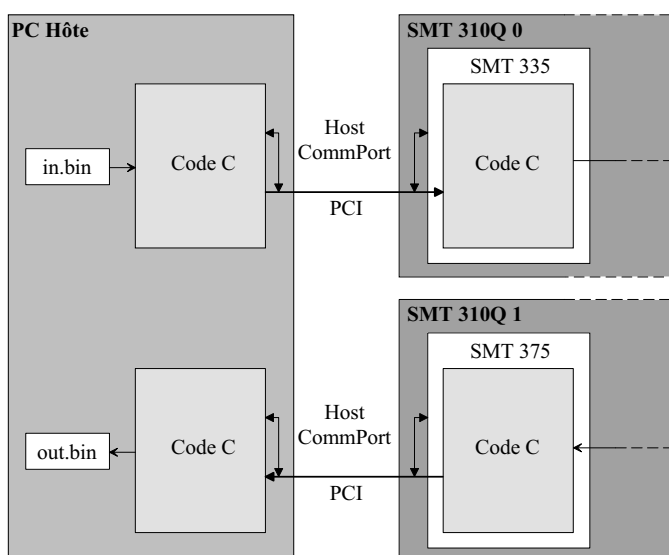 PC Hôte
SMT 310Q 0
SMT 335
in.bin
Code C
Host
CommPort
PCI
Code C
SMT 310Q 1
SMT 375
out.bin
Code C
Host
CommPort
PCI
Code C